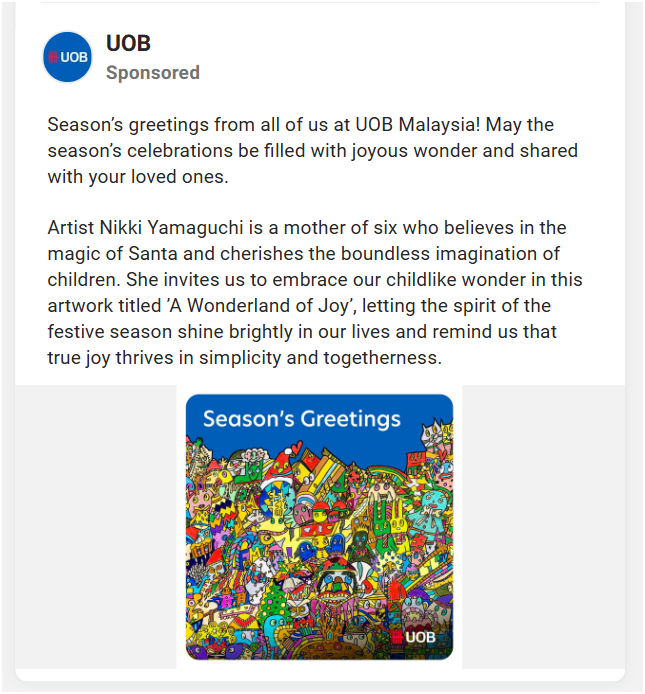 UOB
UOB
Sponsored
Season’s greetings from all of us at UOB Malaysia! May the
season’s celebrations be filled with joyous wonder and shared
with your loved ones.
Artist Nikki Yamaguchi is a mother of six who believes in the
magic of Santa and cherishes the boundless imagination of
children. She invites us to embrace our childlike wonder in this
artwork titled ’A Wonderland of Joy’, letting the spirit of the
festive season shine brightly in our lives and remind us that
true joy thrives in simplicity and togetherness.
Season’s Greetings
UOB